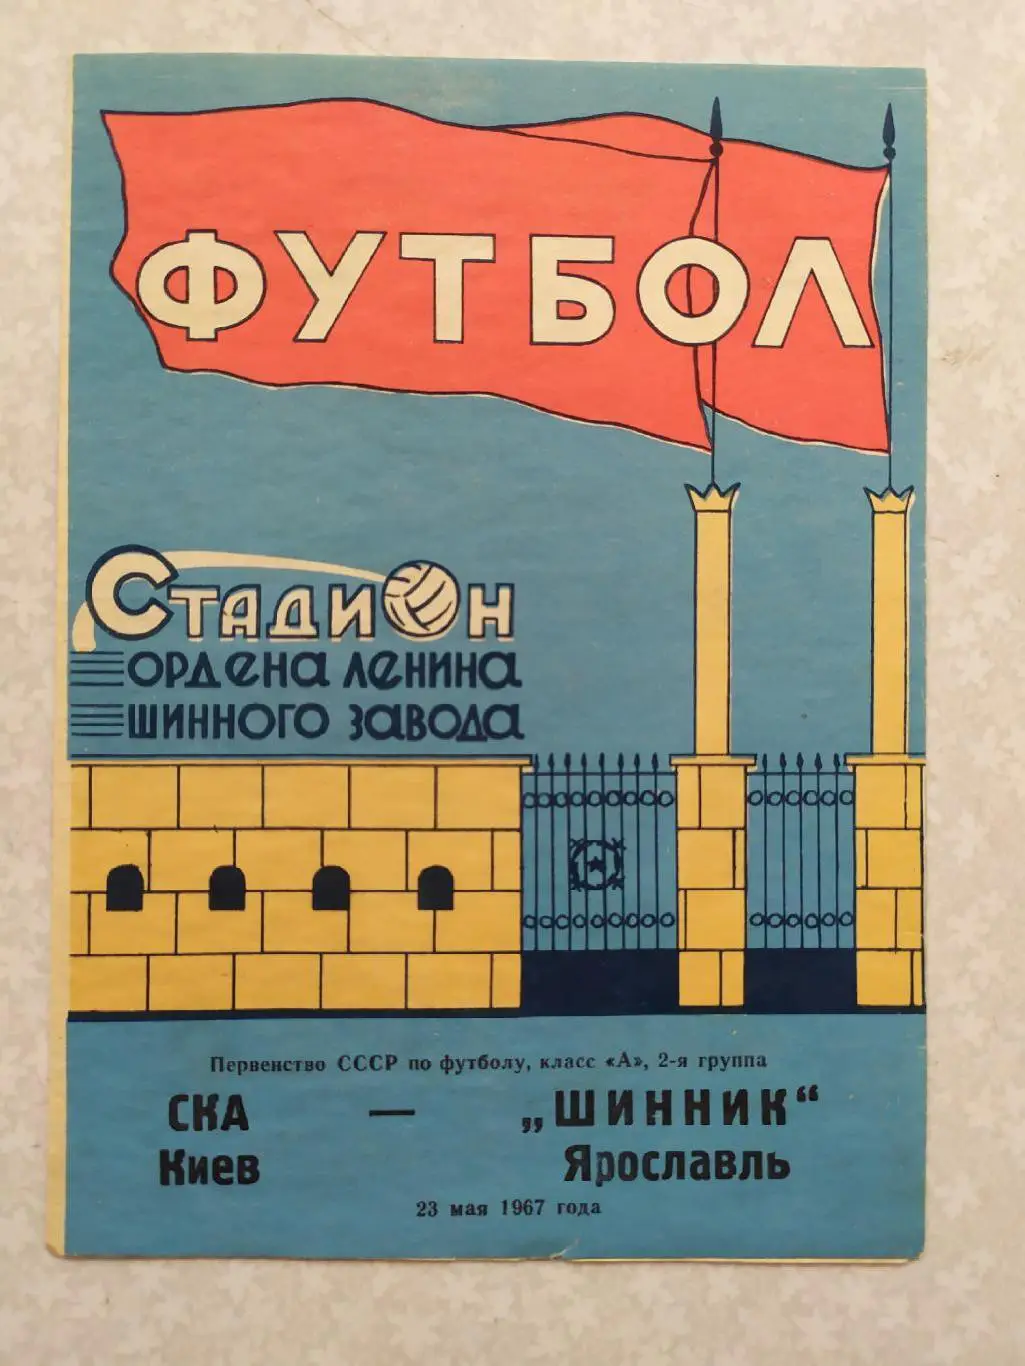 ФУТБОЛ
СТАДИОН
ОРДЕНА ЛЕНИНА
ШИННОГО ЗАВОДА
Первенство СССР по футболу, класс «А», 2-я группа
СКА — „ШИННИК“
Киев Ярославль
23 мая 1967 года